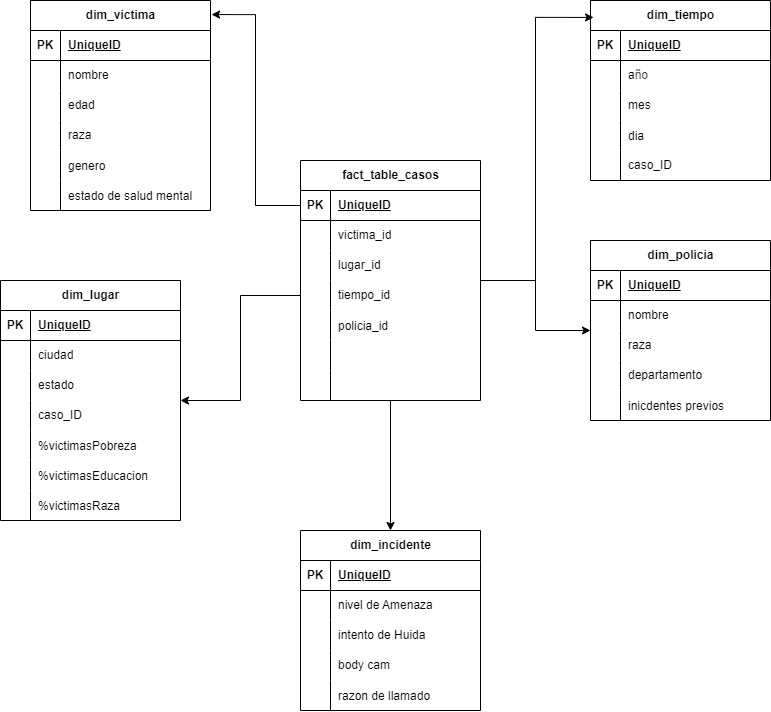 dim_victima
PK UniqueID
nombre
edad
raza
genero
estado de salud mental
dim_tiempo
PK UniqueID
año
mes
dia
caso_ID
fact_table_casos
PK UniqueID
victima_id
lugar_id
tiempo_id
policia_id
dim_policia
PK UniqueID
nombre
raza
departamento
inicdentes previos
dim_lugar
PK UniqueID
ciudad
estado
caso_ID
%victimasPobreza
%victimasEducacion
%victimasRaza
dim_incidente
PK UniqueID
nivel de Amenaza
intento de Huida
body cam
razon de llamado